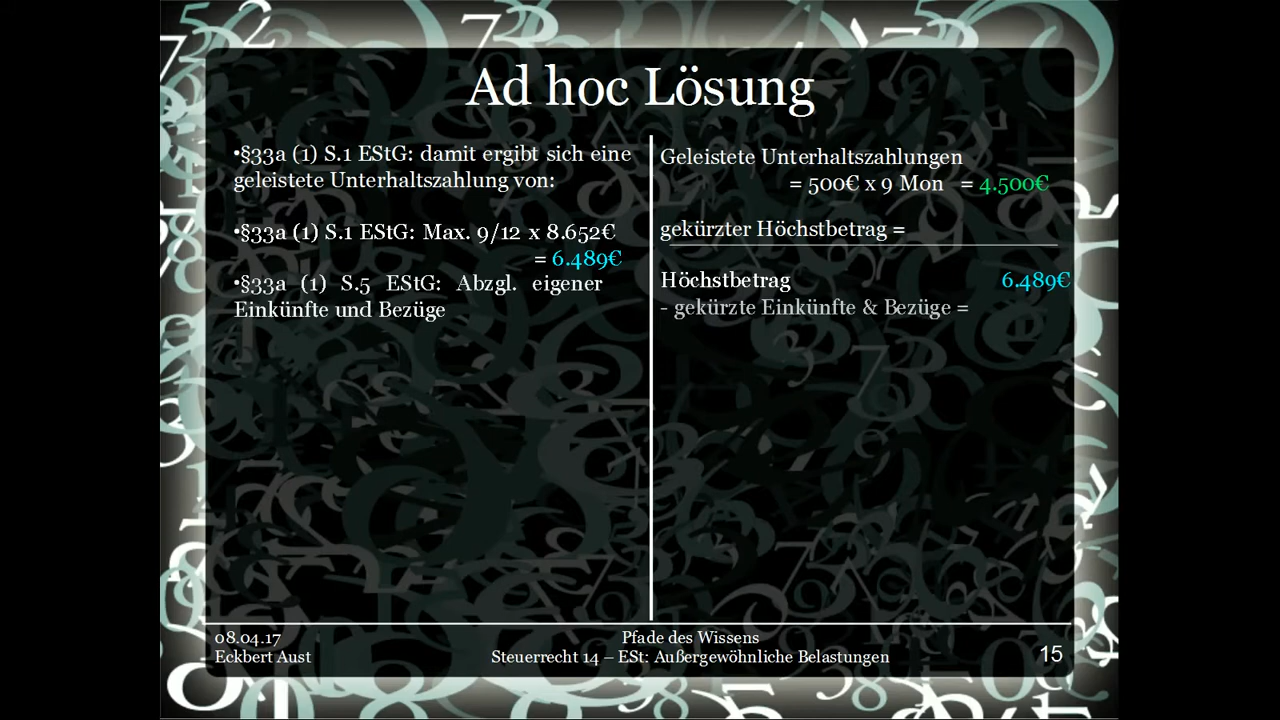 Ad hoc Lösung
•§33a (1) S.1 EStG: damit ergibt sich eine
geleistete Unterhaltszahlung von:
•§33a (1) S.1 EStG: Max. 9/12 x 8.652€
= 6.489€
•§33a (1) S.5 EStG: Abzgl. eigener
Einkünfte und Bezüge
Geleistete Unterhaltszahlungen
= 500€ x 9 Mon = 4.500€
gekürzter Höchstbetrag =
Höchstbetrag 6.489€
- gekürzte Einkünfte & Bezüge =
08.04.17
Eckbert Aust
Pfade des Wissens
Steuerrecht 14 – ESt: Außergewöhnliche Belastungen
15